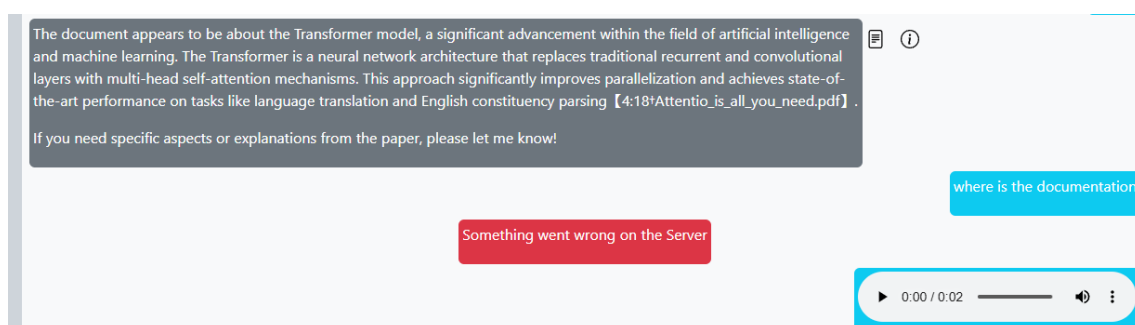 The document appears to be about the Transformer model, a significant advancement within the field of artificial intelligence
and machine learning. The Transformer is a neural network architecture that replaces traditional recurrent and convolutional
layers with multi-head self-attention mechanisms. This approach significantly improves parallelization and achieves state-of-
the-art performance on tasks like language translation and English constituency parsing【4:18†Attentio_is_all_you_need.pdf】.
If you need specific aspects or explanations from the paper, please let me know!
where is the documentation
Something went wrong on the Server
0:00 / 0:02